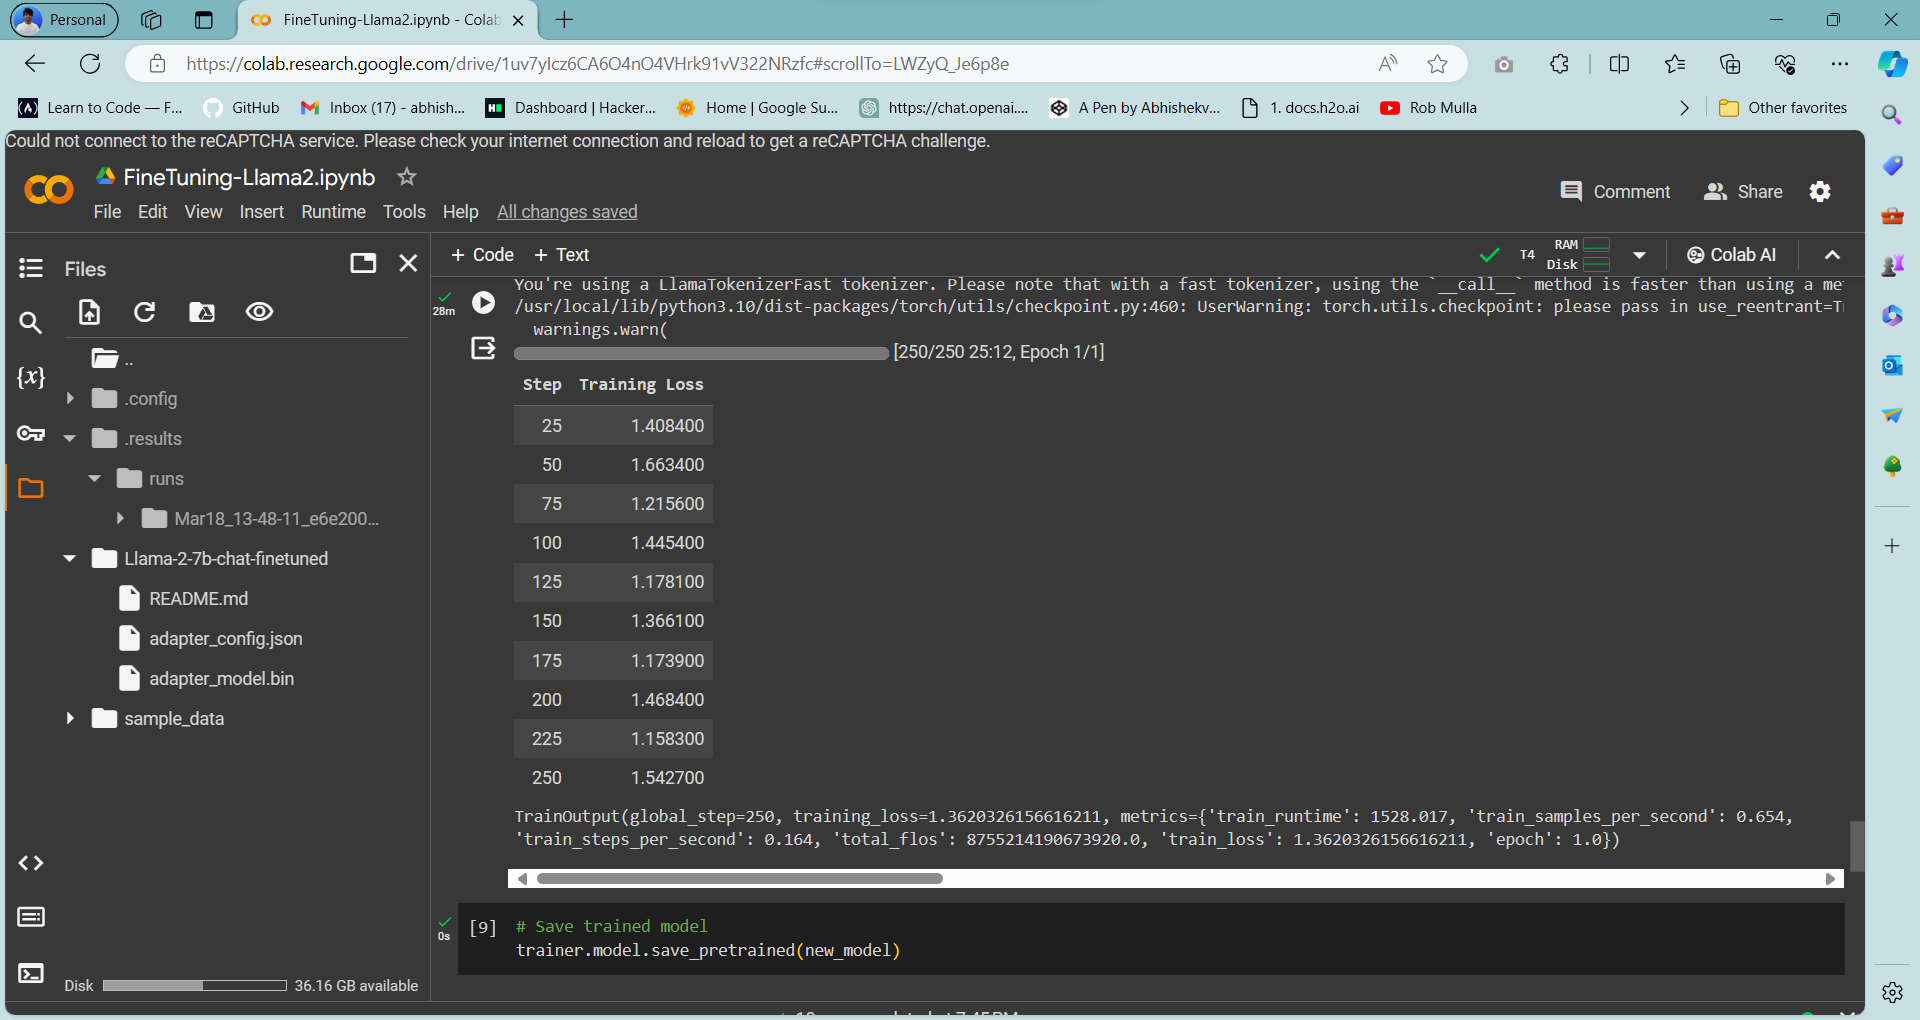 Personal
FineTuning-Llama2.ipynb - Colab
https://colab.research.google.com/drive/1uv7yIcz6CA6O4nO4VHrk91vV322NRzfc#scrollTo=LWZyQ_Je6p8e
Learn to Code — F...
GitHub
Inbox (17) - abhish...
Dashboard | Hacker...
Home | Google Su...
https://chat.openai....
A Pen by Abhishekv...
1. docs.h2o.ai
Rob Mulla
Other favorites
Could not connect to the reCAPTCHA service. Please check your internet connection and reload to get a reCAPTCHA challenge.
FineTuning-Llama2.ipynb
Comment
Share
File Edit View Insert Runtime Tools Help All changes saved
Files
+ Code + Text
T4
RAM
Disk
Colab AI
..
.config
.results
runs
Mar18_13-48-11_e6e200...
Llama-2-7b-chat-finetuned
README.md
adapter_config.json
adapter_model.bin
sample_data
Disk 36.16 GB available
28m
You're using a LlamaTokenizerFast tokenizer. Please note that with a fast tokenizer, using the `__call__` method is faster than using a me
/usr/local/lib/python3.10/dist-packages/torch/utils/checkpoint.py:460: UserWarning: torch.utils.checkpoint: please pass in use_reentrant=T
warnings.warn(
[250/250 25:12, Epoch 1/1]
Step Training Loss
25 1.408400
50 1.663400
75 1.215600
100 1.445400
125 1.178100
150 1.366100
175 1.173900
200 1.468400
225 1.158300
250 1.542700
TrainOutput(global_step=250, training_loss=1.3620326156616211, metrics={'train_runtime': 1528.017, 'train_samples_per_second': 0.654,
'train_steps_per_second': 0.164, 'total_flos': 8755214190673920.0, 'train_loss': 1.3620326156616211, 'epoch': 1.0})
0s
[9] # Save trained model
trainer.model.save_pretrained(new_model)